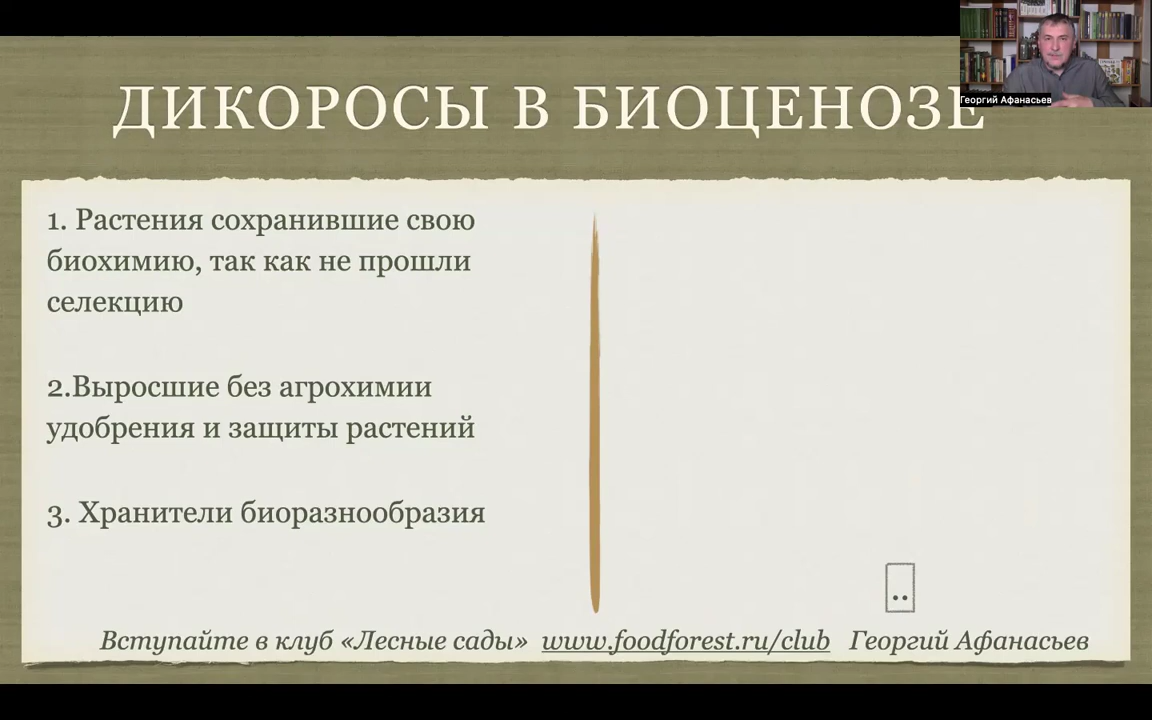 ДИКОРОСЫ В БИОЦЕНОЗЕ
Георгий Афанасьев
1. Растения сохранившие свою
биохимию, так как не прошли
селекцию
2.Выросшие без агрохимии
удобрения и защиты растений
3. Хранители биоразнообразия
..
Вступайте в клуб «Лесные сады» www.foodforest.ru/club Георгий Афанасьев